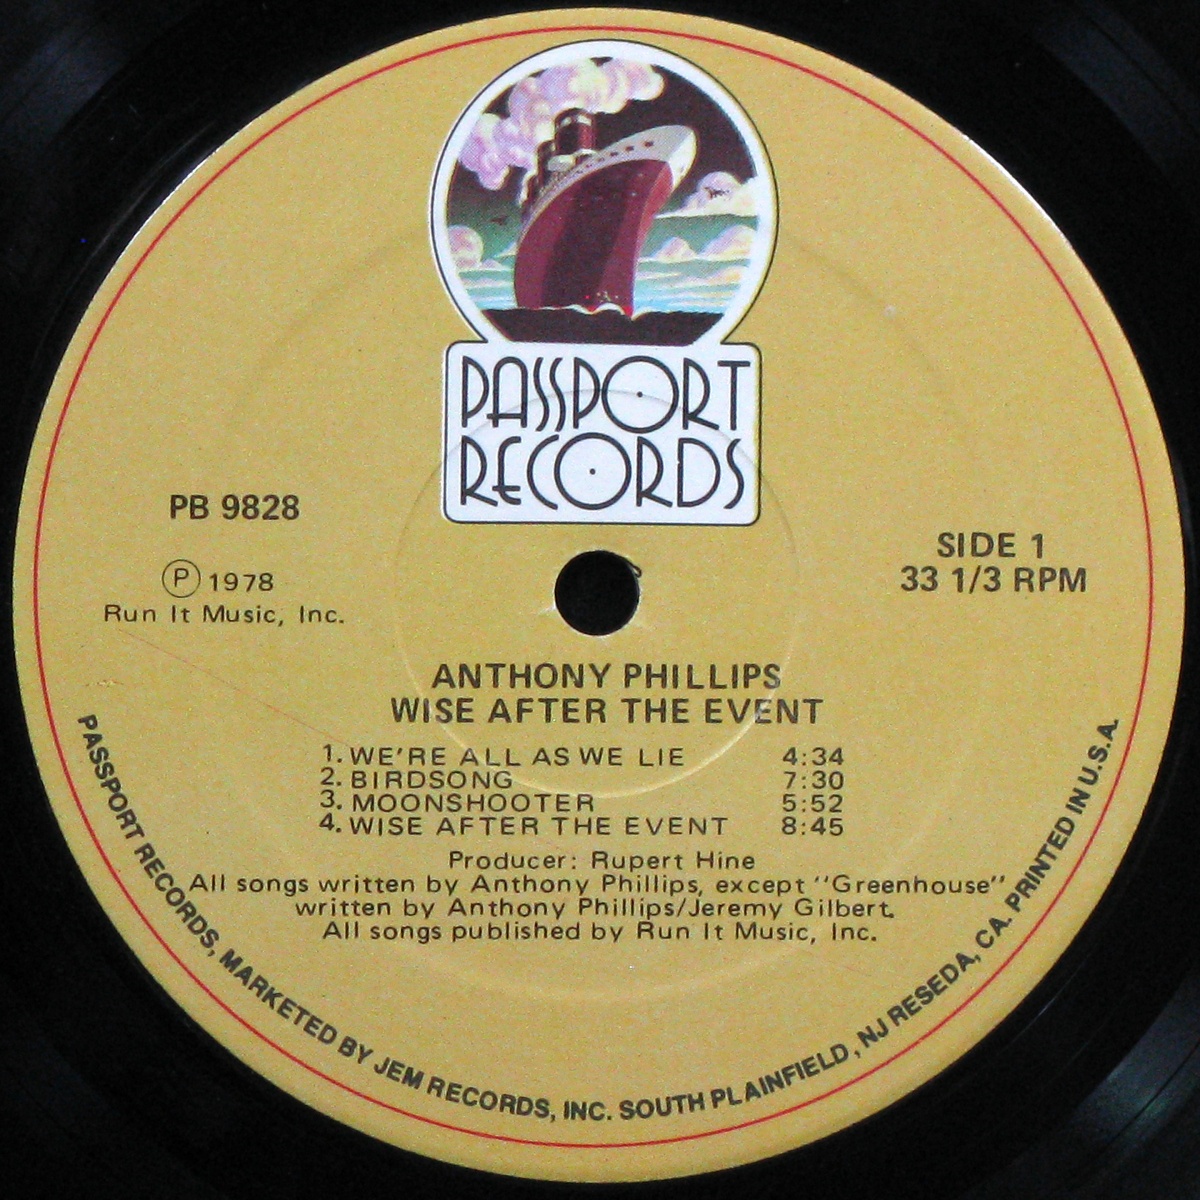 PASSPORT
RECORDS
PB 9828
Ⓟ 1978
Run It Music, Inc.
SIDE 1
33 1/3 RPM
ANTHONY PHILLIPS
WISE AFTER THE EVENT
1. WE'RE ALL AS WE LIE 4:34
2. BIRDSONG 7:30
3. MOONSHOOTER 5:52
4. WISE AFTER THE EVENT 8:45
Producer: Rupert Hine
All songs written by Anthony Phillips, except "Greenhouse"
written by Anthony Phillips/Jeremy Gilbert.
All songs published by Run It Music, Inc.
PASSPORT RECORDS, MARKETED BY JEM RECORDS, INC. SOUTH PLAINFIELD, NJ RESEDA, CA. PRINTED IN U.S.A.